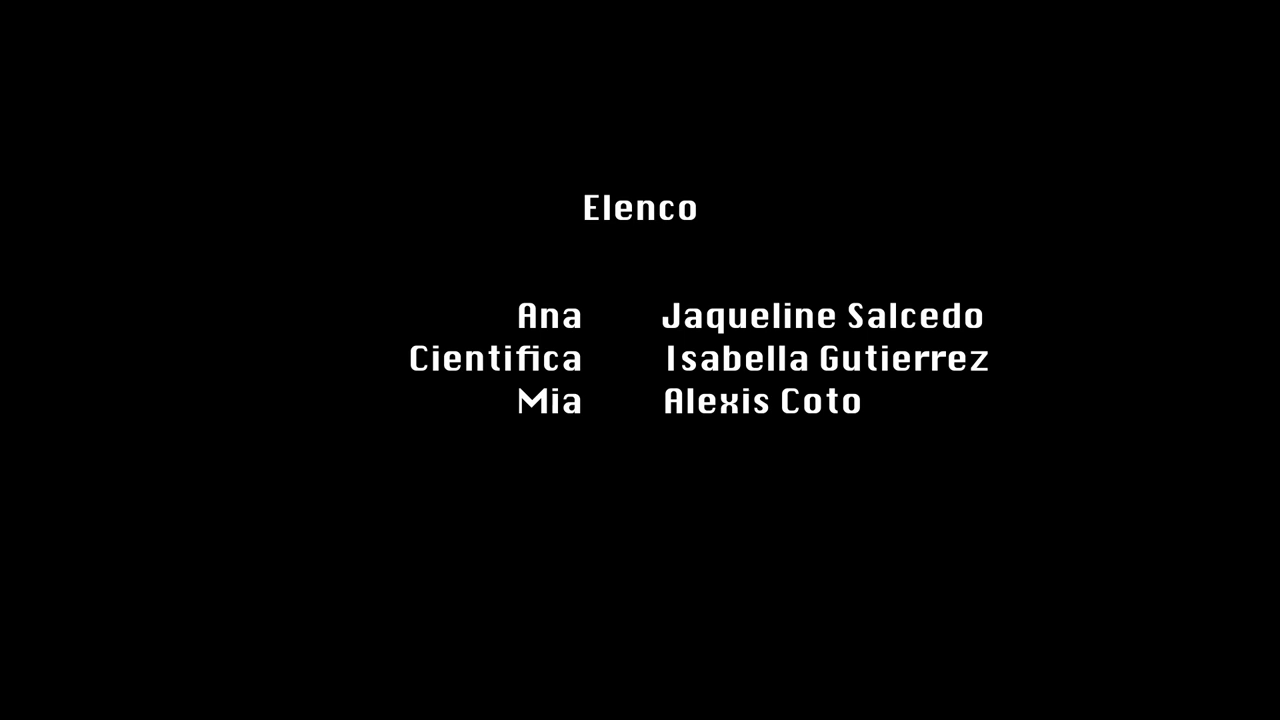 Elenco
Ana Jaqueline Salcedo
Cientifica Isabella Gutierrez
Mia Alexis Coto